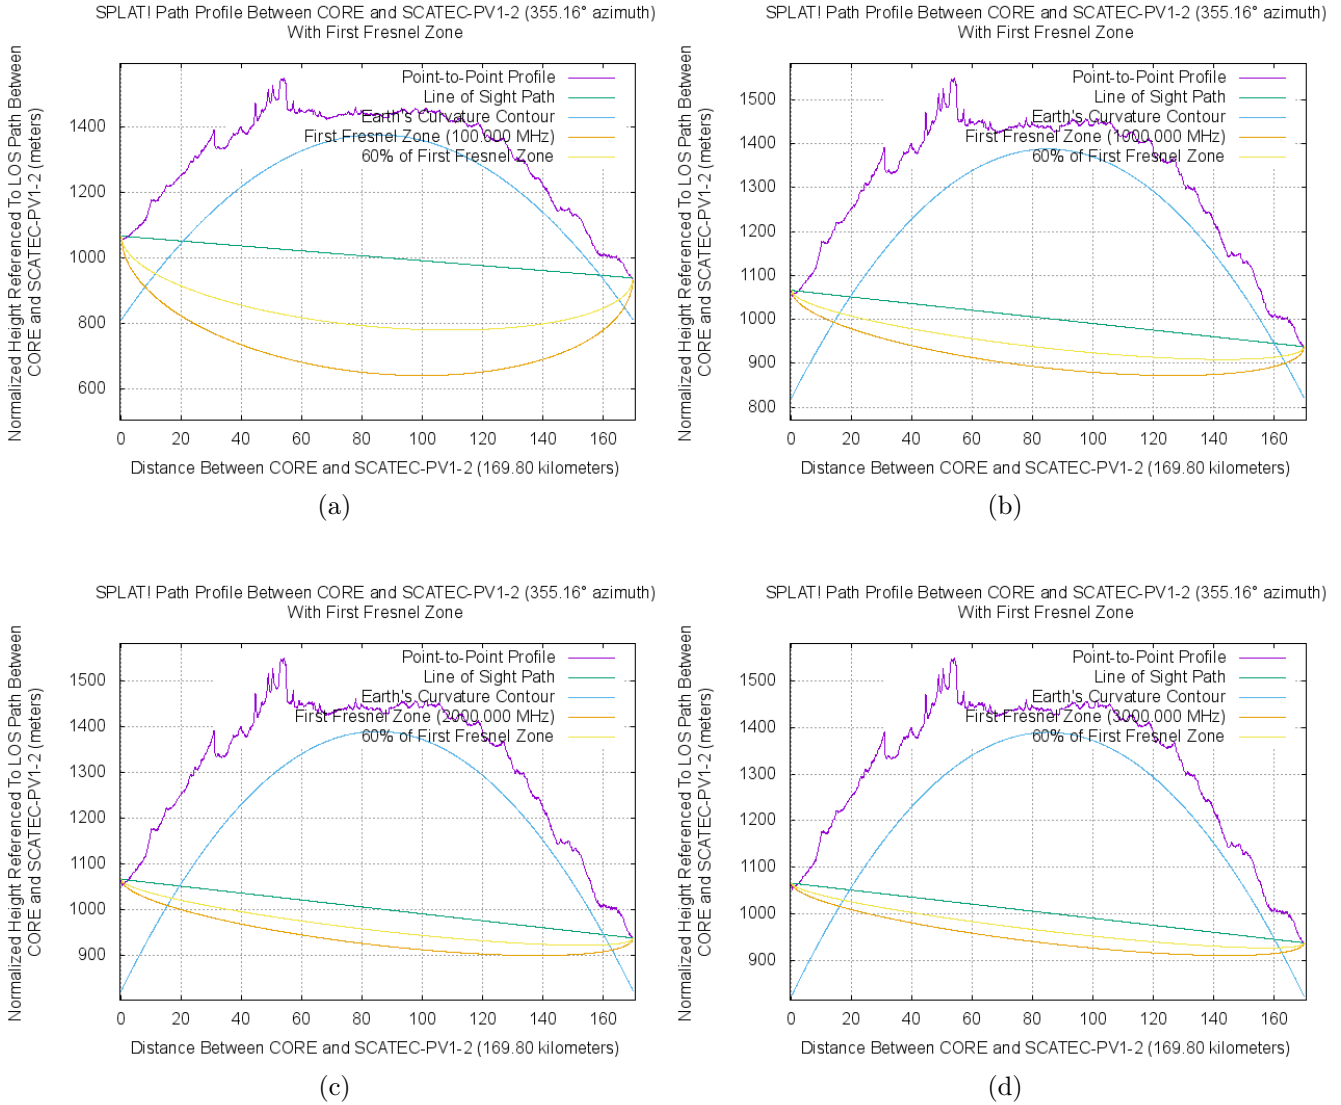 SPLAT! Path Profile Between CORE and SCATEC-PV1-2 (355.16° azimuth)
With First Fresnel Zone
Normalized Height Referenced To LOS Path Between
CORE and SCATEC-PV1-2 (meters)
Point-to-Point Profile
Line of Sight Path
Earth's Curvature Contour
First Fresnel Zone (100.000 MHz)
60% of First Fresnel Zone
1400
1200
1000
800
600
0 20 40 60 80 100 120 140 160
Distance Between CORE and SCATEC-PV1-2 (169.80 kilometers)
(a)
SPLAT! Path Profile Between CORE and SCATEC-PV1-2 (355.16° azimuth)
With First Fresnel Zone
Normalized Height Referenced To LOS Path Between
CORE and SCATEC-PV1-2 (meters)
Point-to-Point Profile
Line of Sight Path
Earth's Curvature Contour
First Fresnel Zone (1000.000 MHz)
60% of First Fresnel Zone
1500
1400
1300
1200
1100
1000
900
800
0 20 40 60 80 100 120 140 160
Distance Between CORE and SCATEC-PV1-2 (169.80 kilometers)
(b)
SPLAT! Path Profile Between CORE and SCATEC-PV1-2 (355.16° azimuth)
With First Fresnel Zone
Normalized Height Referenced To LOS Path Between
CORE and SCATEC-PV1-2 (meters)
Point-to-Point Profile
Line of Sight Path
Earth's Curvature Contour
First Fresnel Zone (2000.000 MHz)
60% of First Fresnel Zone
1500
1400
1300
1200
1100
1000
900
0 20 40 60 80 100 120 140 160
Distance Between CORE and SCATEC-PV1-2 (169.80 kilometers)
(c)
SPLAT! Path Profile Between CORE and SCATEC-PV1-2 (355.16° azimuth)
With First Fresnel Zone
Normalized Height Referenced To LOS Path Between
CORE and SCATEC-PV1-2 (meters)
Point-to-Point Profile
Line of Sight Path
Earth's Curvature Contour
First Fresnel Zone (3000.000 MHz)
60% of First Fresnel Zone
1500
1400
1300
1200
1100
1000
900
0 20 40 60 80 100 120 140 160
Distance Between CORE and SCATEC-PV1-2 (169.80 kilometers)
(d)